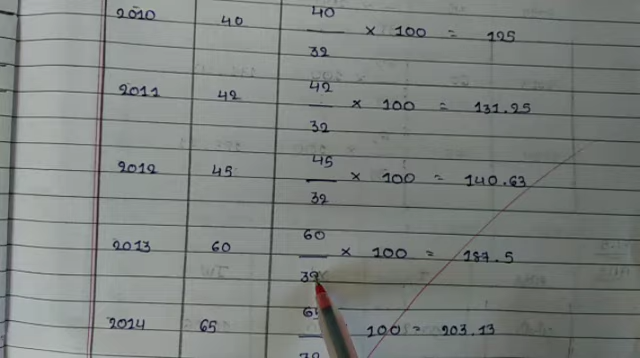 2010 40 40/32 × 100 = 125
2011 42 42/32 × 100 = 131.25
2012 45 45/32 × 100 = 140.63
2013 60 60/32 × 100 = 187.5
2014 65 100 = 203.13